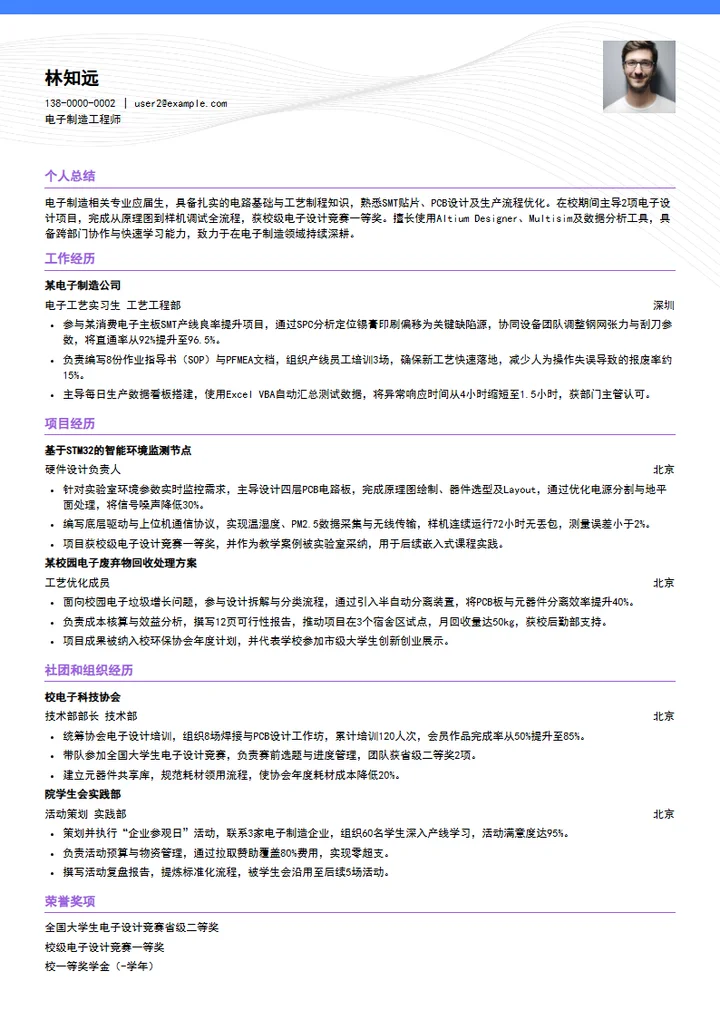 林知远
138-0000-0002 | user2@example.com
电子制造工程师
个人总结
电子制造相关专业应届生，具备扎实的电路基础与工艺制程知识，熟悉SMT贴片、PCB设计及生产流程优化。在校期间主导2项电子设
计项目，完成从原理图到样机调试全流程，获校级电子设计竞赛一等奖。擅长使用Altium Designer、Multisim及数据分析工具，具
备跨部门协作与快速学习能力，致力于在电子制造领域持续深耕。
工作经历
某电子制造公司
电子工艺实习生 工艺工程部 深圳
• 参与某消费电子主板SMT产线良率提升项目，通过SPC分析定位锡膏印刷偏移为关键缺陷源，协同设备团队调整钢网张力与刮刀参
数，将直通率从92%提升至96.5%。
• 负责编写8份作业指导书（SOP）与PFMEA文档，组织产线员工培训3场，确保新工艺快速落地，减少人为操作失误导致的报废率约
15%。
• 主导每日生产数据看板搭建，使用Excel VBA自动汇总测试数据，将异常响应时间从4小时缩短至1.5小时，获部门主管认可。
项目经历
基于STM32的智能环境监测节点
硬件设计负责人 北京
• 针对实验室环境参数实时监控需求，主导设计四层PCB电路板，完成原理图绘制、器件选型及Layout，通过优化电源分割与地平
面处理，将信号噪声降低30%。
• 编写底层驱动与上位机通信协议，实现温湿度、PM2.5数据采集与无线传输，样机连续运行72小时无丢包，测量误差小于2%。
• 项目获校级电子设计竞赛一等奖，并作为教学案例被实验室采纳，用于后续嵌入式课程实践。
某校园电子废弃物回收处理方案
工艺优化成员 北京
• 面向校园电子垃圾增长问题，参与设计拆解与分类流程，通过引入半自动分离装置，将PCB板与元器件分离效率提升40%。
• 负责成本核算与效益分析，撰写12页可行性报告，推动项目在3个宿舍区试点，月回收量达50kg，获校后勤部支持。
• 项目成果被纳入校环保协会年度计划，并代表学校参加市级大学生创新创业展示。
社团和组织经历
校电子科技协会
技术部部长 技术部 北京
• 统筹协会电子设计培训，组织8场焊接与PCB设计工作坊，累计培训120人次，会员作品完成率从50%提升至85%。
• 带队参加全国大学生电子设计竞赛，负责赛前选题与进度管理，团队获省级二等奖2项。
• 建立元器件共享库，规范耗材领用流程，使协会年度耗材成本降低20%。
院学生会实践部
活动策划 实践部 北京
• 策划并执行“企业参观日”活动，联系3家电子制造企业，组织60名学生深入产线学习，活动满意度达95%。
• 负责活动预算与物资管理，通过拉取赞助覆盖80%费用，实现零超支。
• 撰写活动复盘报告，提炼标准化流程，被学生会沿用至后续5场活动。
荣誉奖项
全国大学生电子设计竞赛省级二等奖
校级电子设计竞赛一等奖
校一等奖学金（-学年）